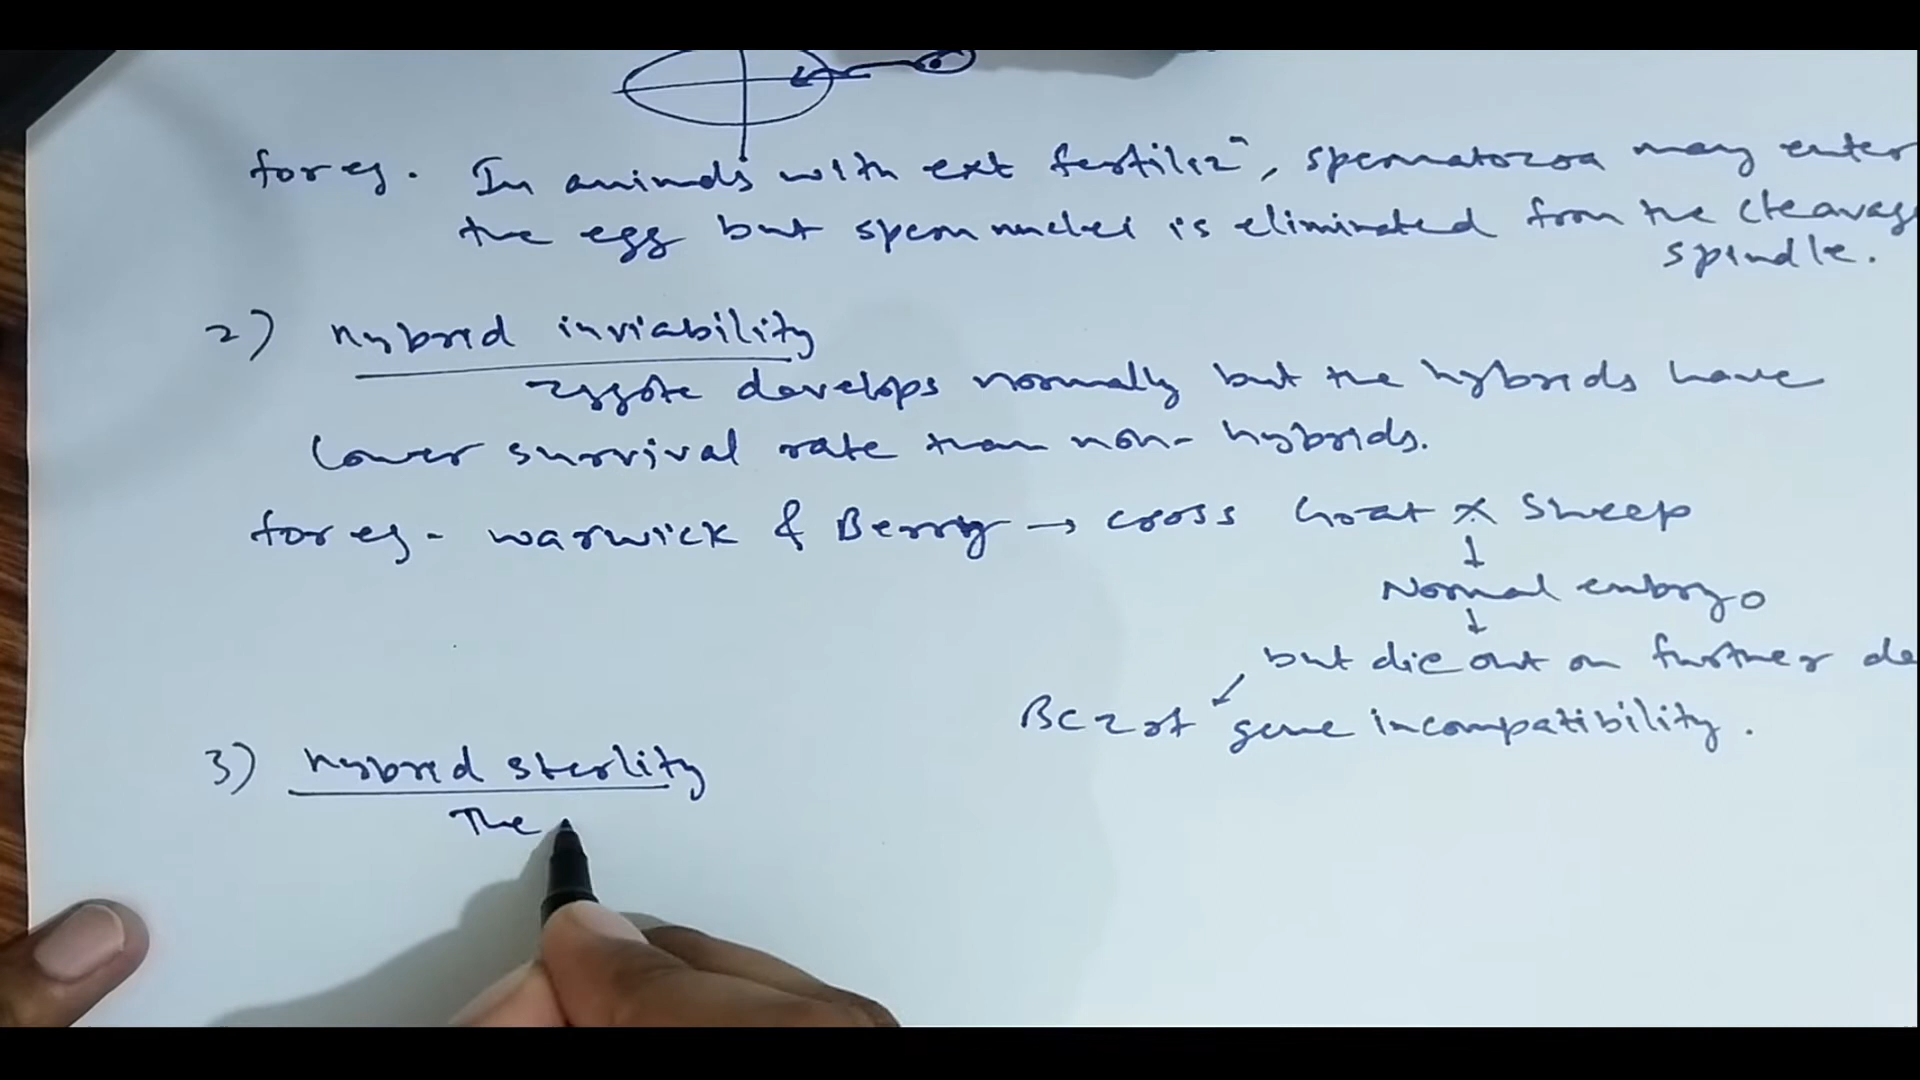 for eg. In animals with ext fertilizⁿ, spermatozoa may enter
the egg but sperm nuclei is eliminated from the cleavag
spindle.
2) Hybrid inviability
Zygote develops normally but the hybrids have
lower survival rate than non-hybrids.
for eg- Warwick & Berry → cross Goat × Sheep
↓
Normal embryo
↓
but die out on further de
Bcz of gene incompatibility.
3) Hybrid sterlity
The